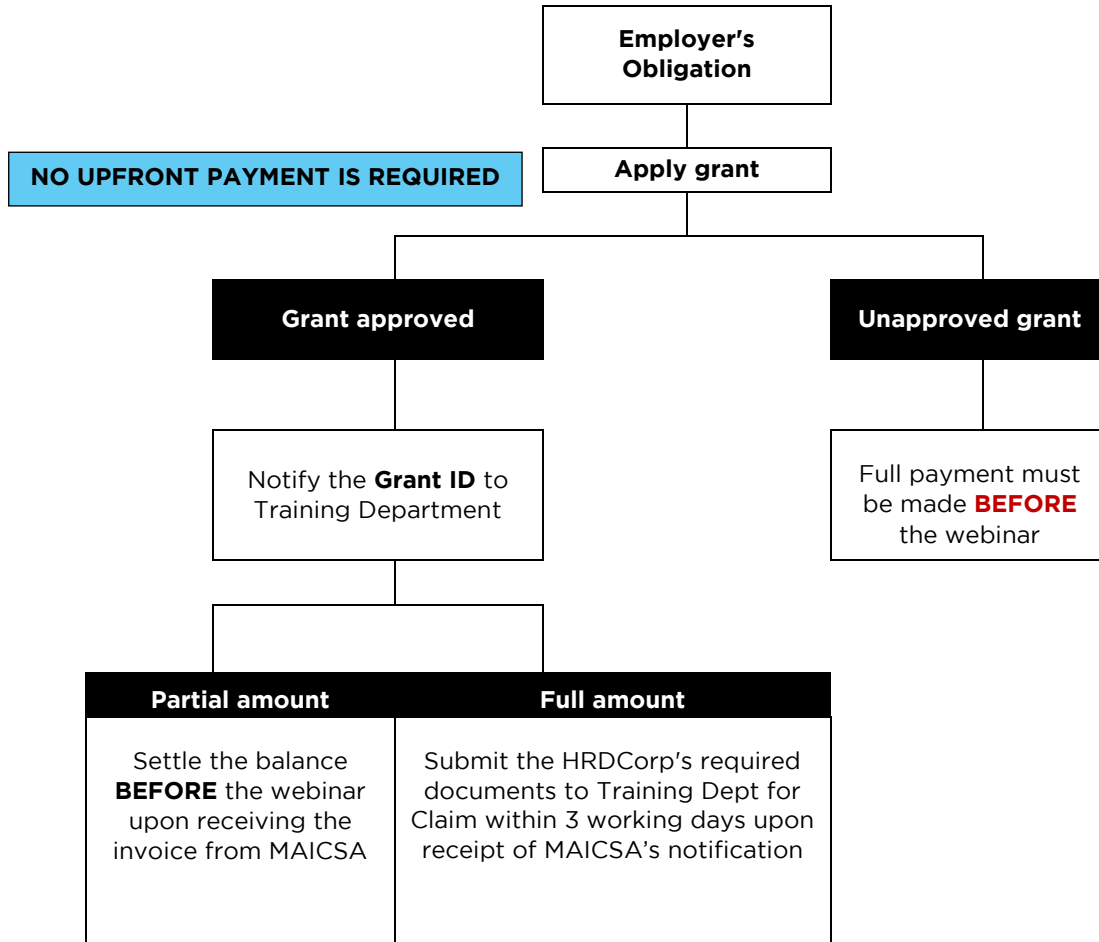 Employer's
Obligation
NO UPFRONT PAYMENT IS REQUIRED
Apply grant
Grant approved
Unapproved grant
Notify the Grant ID to
Training Department
Full payment must
be made BEFORE
the webinar
Partial amount
Full amount
Settle the balance
BEFORE the webinar
upon receiving the
invoice from MAICSA
Submit the HRDCorp's required
documents to Training Dept for
Claim within 3 working days upon
receipt of MAICSA’s notification